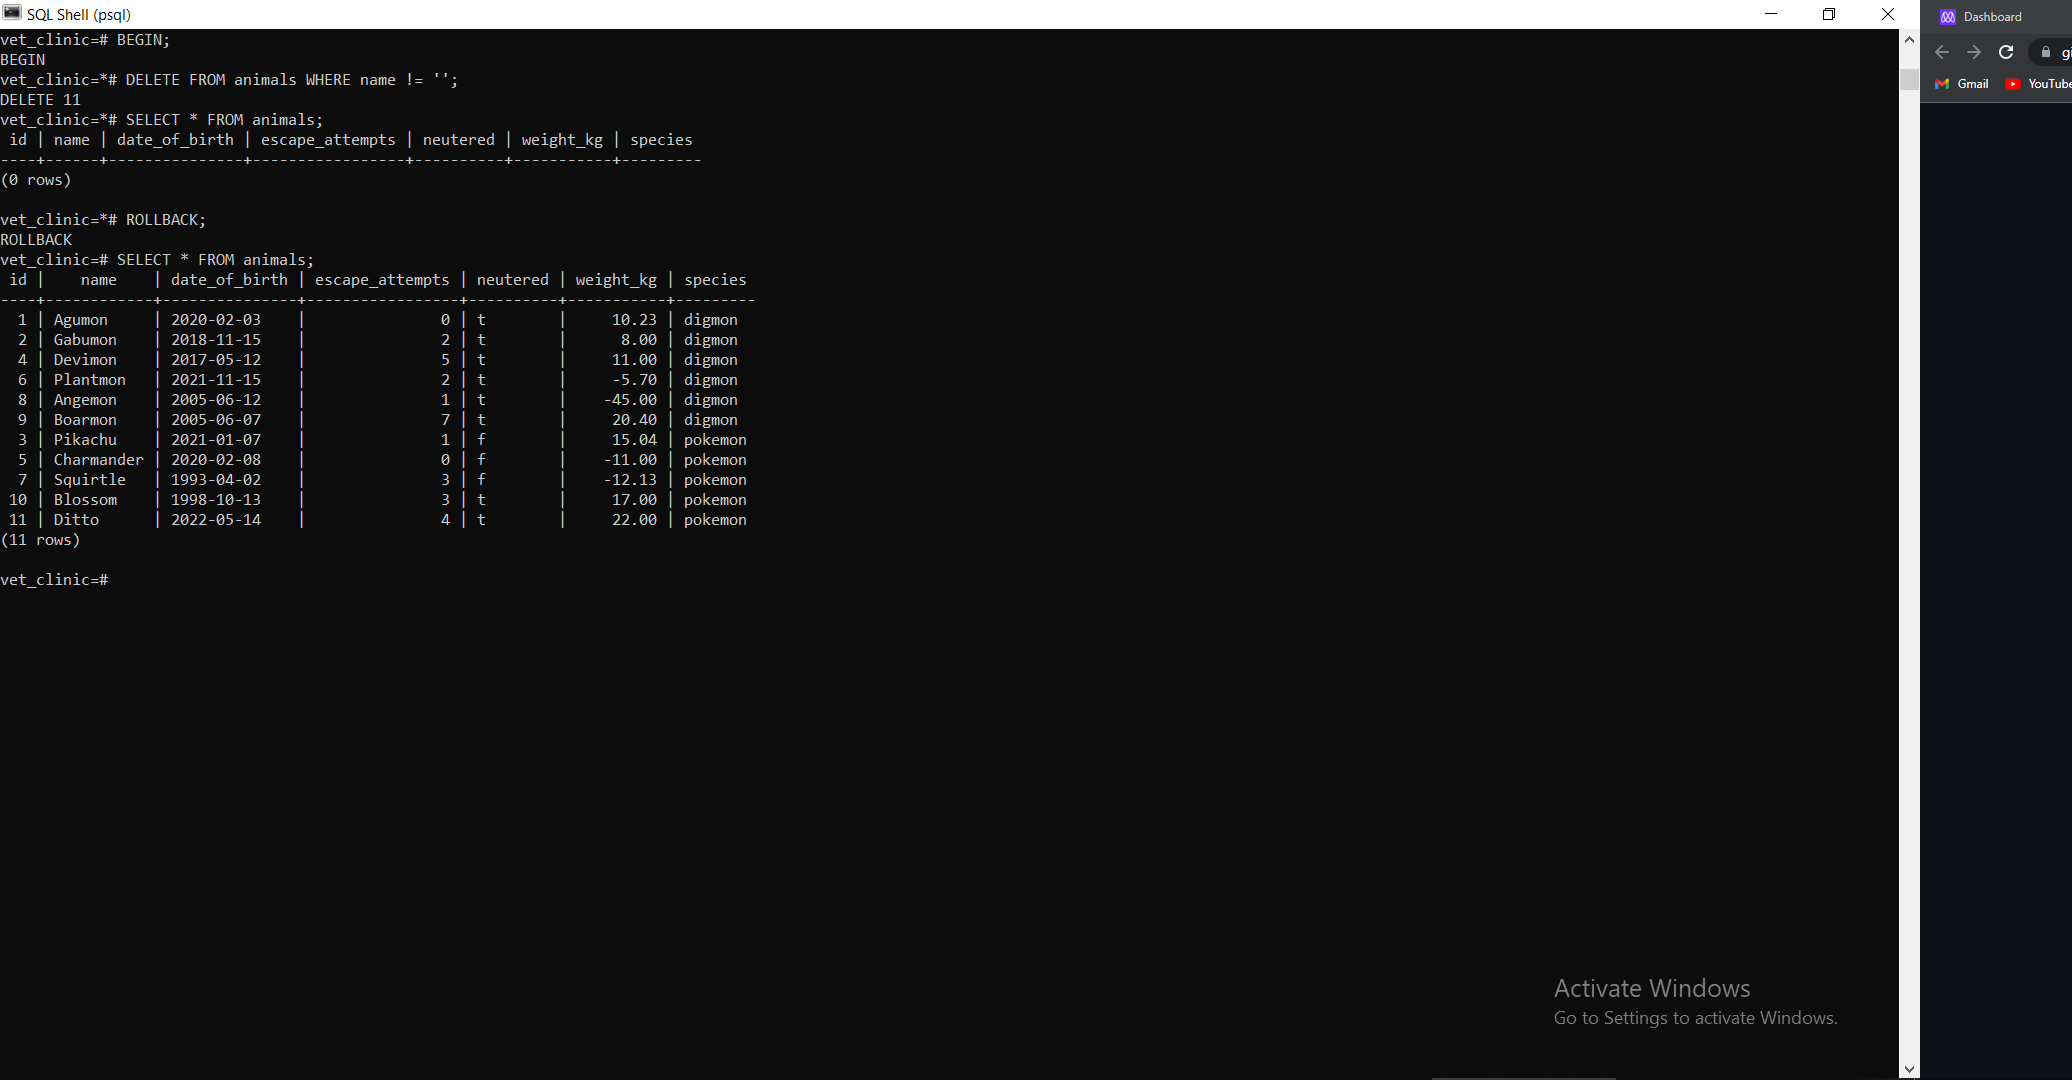 SQL Shell (psql)
vet_clinic=# BEGIN;
BEGIN
vet_clinic=*# DELETE FROM animals WHERE name != '';
DELETE 11
vet_clinic=*# SELECT * FROM animals;
 id | name | date_of_birth | escape_attempts | neutered | weight_kg | species
----+------+---------------+-----------------+----------+-----------+---------
(0 rows)
vet_clinic=*# ROLLBACK;
ROLLBACK
vet_clinic=# SELECT * FROM animals;
 id |    name    | date_of_birth | escape_attempts | neutered | weight_kg | species
----+------------+---------------+-----------------+----------+-----------+---------
  1 | Agumon     | 2020-02-03    |               0 | t        |     10.23 | digmon
  2 | Gabumon    | 2018-11-15    |               2 | t        |      8.00 | digmon
  4 | Devimon    | 2017-05-12    |               5 | t        |     11.00 | digmon
  6 | Plantmon   | 2021-11-15    |               2 | t        |     -5.70 | digmon
  8 | Angemon    | 2005-06-12    |               1 | t        |    -45.00 | digmon
  9 | Boarmon    | 2005-06-07    |               7 | t        |     20.40 | digmon
  3 | Pikachu    | 2021-01-07    |               1 | f        |     15.04 | pokemon
  5 | Charmander | 2020-02-08    |               0 | f        |    -11.00 | pokemon
  7 | Squirtle   | 1993-04-02    |               3 | f        |    -12.13 | pokemon
 10 | Blossom    | 1998-10-13    |               3 | t        |     17.00 | pokemon
 11 | Ditto      | 2022-05-14    |               4 | t        |     22.00 | pokemon
(11 rows)
vet_clinic=#
Activate Windows
Go to Settings to activate Windows.
Dashboard
Gmail YouTube